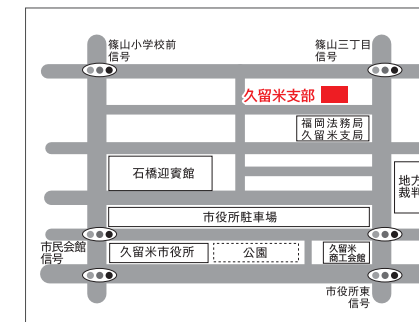 篠山小学校前
信号
篠山三丁目
信号
久留米支部
福岡法務局
久留米支局
石橋迎賓館
地方
裁判
市役所駐車場
市民会館
信号
久留米市役所
公園
久留米
商工会館
市役所東
信号